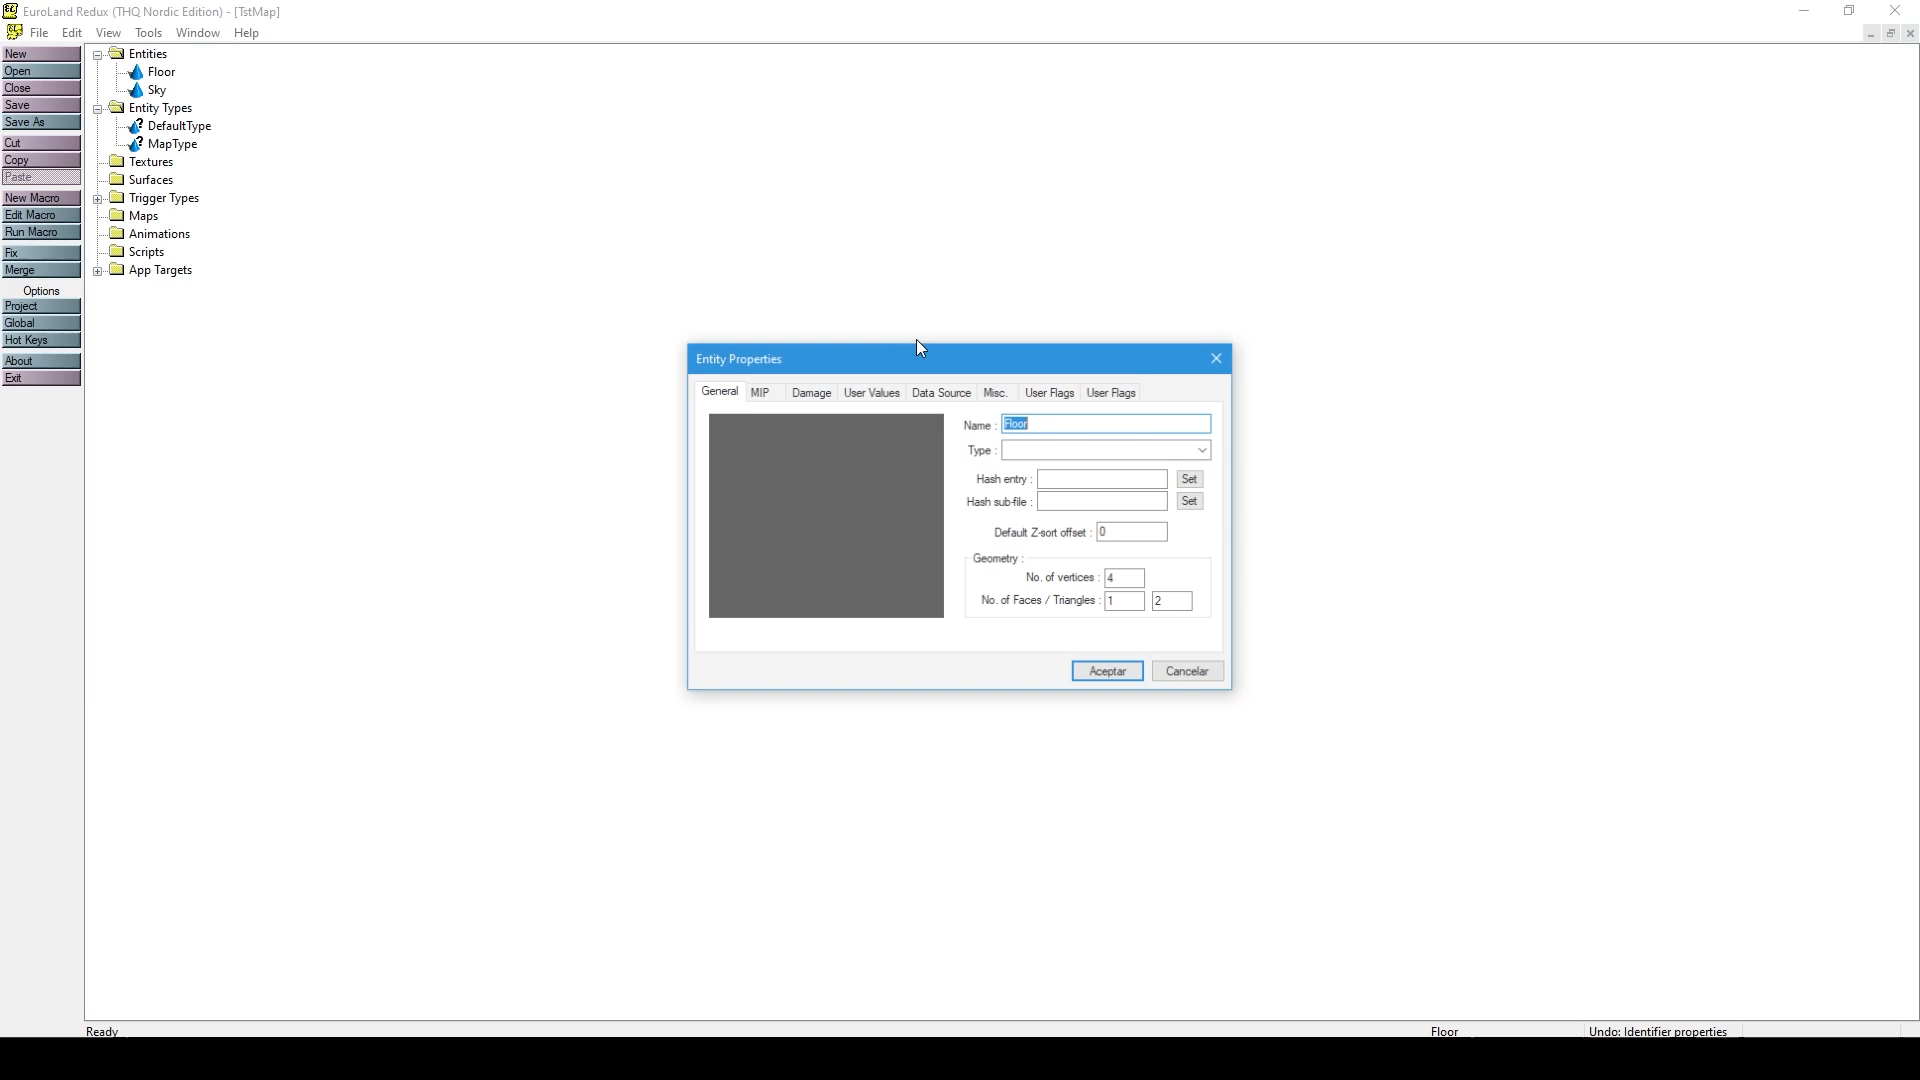 EuroLand Redux (THQ Nordic Edition) - [TstMap]
File Edit View Tools Window Help
New
Open
Close
Save
Save As
Cut
Copy
Paste
New Macro
Edit Macro
Run Macro
Fix
Merge
Options
Project
Global
Hot Keys
About
Exit
Entities
Floor
Sky
Entity Types
DefaultType
MapType
Textures
Surfaces
Trigger Types
Maps
Animations
Scripts
App Targets
Entity Properties
General MIP Damage User Values Data Source Misc. User Flags User Flags
Name : Floor
Type :
Hash entry : Set
Hash sub-file : Set
Default Z-sort offset : 0
Geometry :
No. of vertices : 4
No. of Faces / Triangles : 1 2
Aceptar Cancelar
Ready Floor Undo: Identifier properties